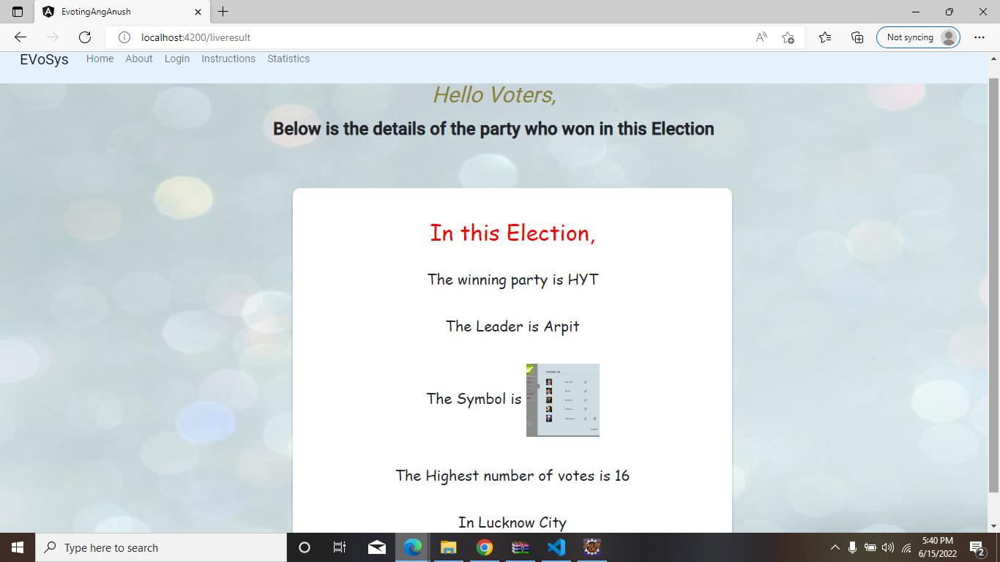 EvotingAngAnush
localhost:4200/liveresult
Not syncing
EVoSys Home About Login Instructions Statistics
Hello Voters,
Below is the details of the party who won in this Election
In this Election,
The winning party is HYT
The Leader is Arpit
The Symbol is
The Highest number of votes is 16
In Lucknow City
Type here to search
5:40 PM
6/15/2022
2